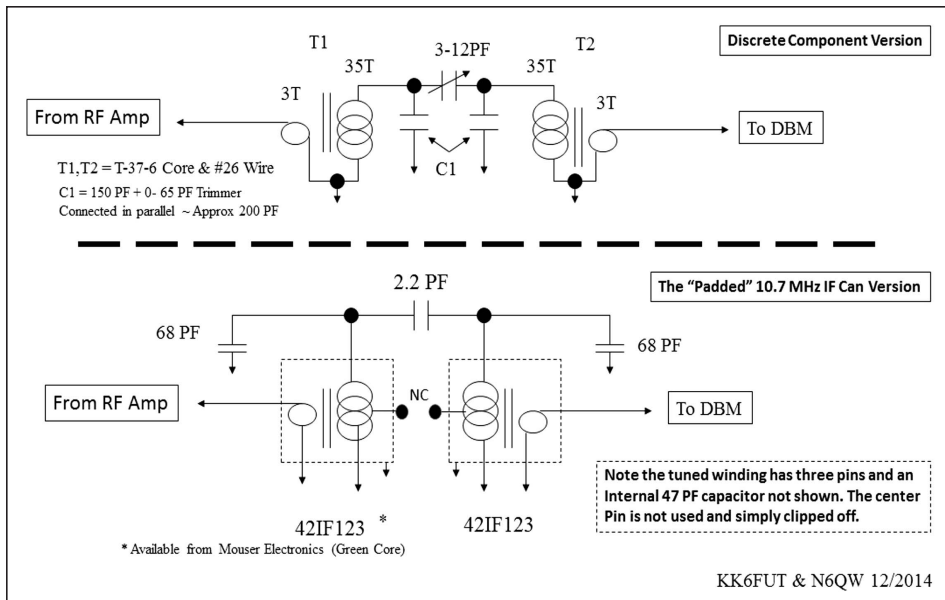 Discrete Component Version
T1
35T
3T
3-12PF
T2
35T
3T
From RF Amp
To DBM
C1
T1,T2 = T-37-6 Core & #26 Wire
C1 = 150 PF + 0- 65 PF Trimmer
Connected in parallel ~ Approx 200 PF
The “Padded” 10.7 MHz IF Can Version
2.2 PF
68 PF
68 PF
From RF Amp
NC
To DBM
42IF123 *
42IF123
* Available from Mouser Electronics (Green Core)
Note the tuned winding has three pins and an
Internal 47 PF capacitor not shown. The center
Pin is not used and simply clipped off.
KK6FUT & N6QW 12/2014